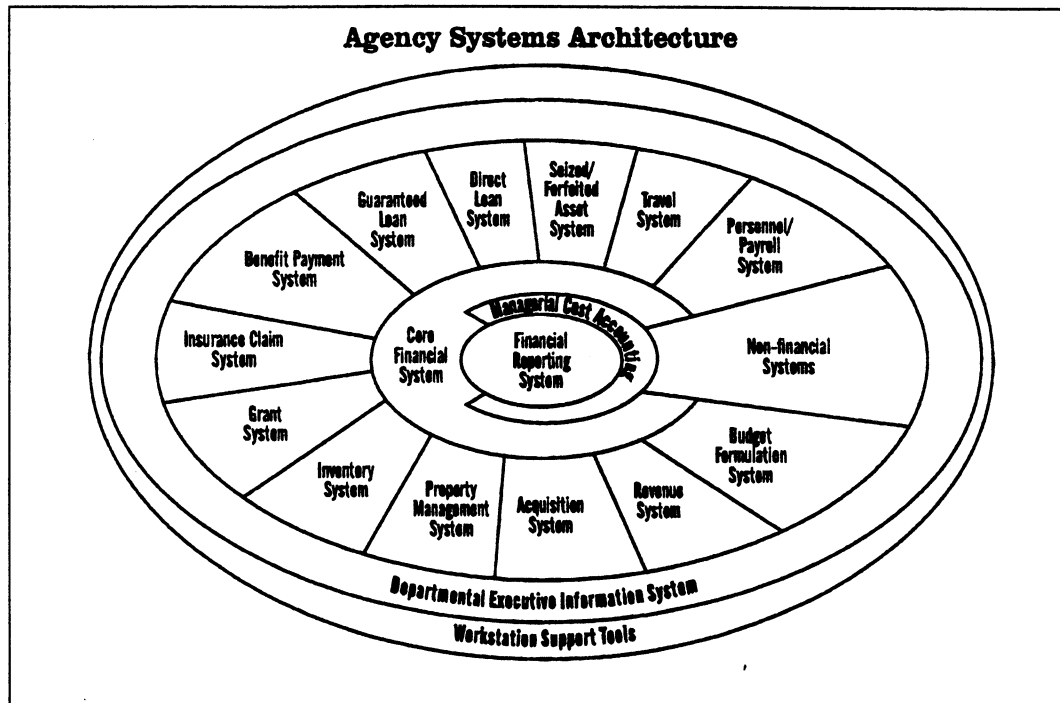 Agency Systems Architecture
Direct
Loan
System
Seized/
Forfeited
Asset
System
Travel
System
Guaranteed
Loan
System
Personnel/
Payroll
System
Benefit Payment
System
Insurance Claim
System
Core
Financial
System
Managerial Cost Accounting
Financial
Reporting
System
Non-financial
Systems
Grant
System
Budget
Formulation
System
Inventory
System
Property
Management
System
Acquisition
System
Revenue
System
Departmental Executive Information System
Workstation Support Tools